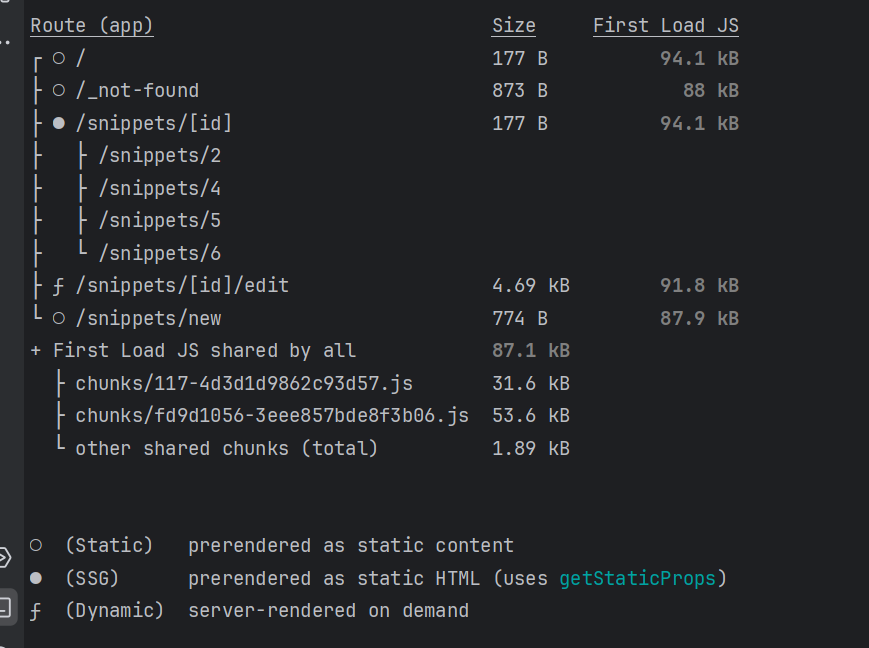 Route (app) Size First Load JS
┌ ○ / 177 B 94.1 kB
├ ○ /_not-found 873 B 88 kB
├ ● /snippets/[id] 177 B 94.1 kB
├   ├ /snippets/2
├   ├ /snippets/4
├   ├ /snippets/5
├   └ /snippets/6
├ ƒ /snippets/[id]/edit 4.69 kB 91.8 kB
└ ○ /snippets/new 774 B 87.9 kB
+ First Load JS shared by all 87.1 kB
  ├ chunks/117-4d3d1d9862c93d57.js 31.6 kB
  ├ chunks/fd9d1056-3eee857bde8f3b06.js 53.6 kB
  └ other shared chunks (total) 1.89 kB
○ (Static) prerendered as static content
● (SSG) prerendered as static HTML (uses getStaticProps)
ƒ (Dynamic) server-rendered on demand